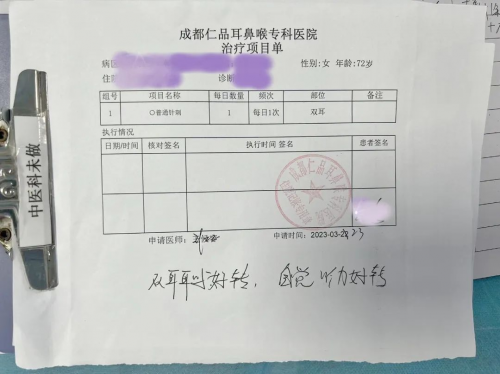 成都仁品耳鼻喉专科医院
治疗项目单
性别:女 年龄:72岁
诊断
组号 项目名称 每日数量 频次 部位 备注
1 普通针刺 1 每日1次 双耳
执行情况
日期/时间 核对签名 执行时间 签名 患者签名
申请医师: 申请时间:2023-03-23
双耳耳鸣好转,自觉听力好转
中医科未做